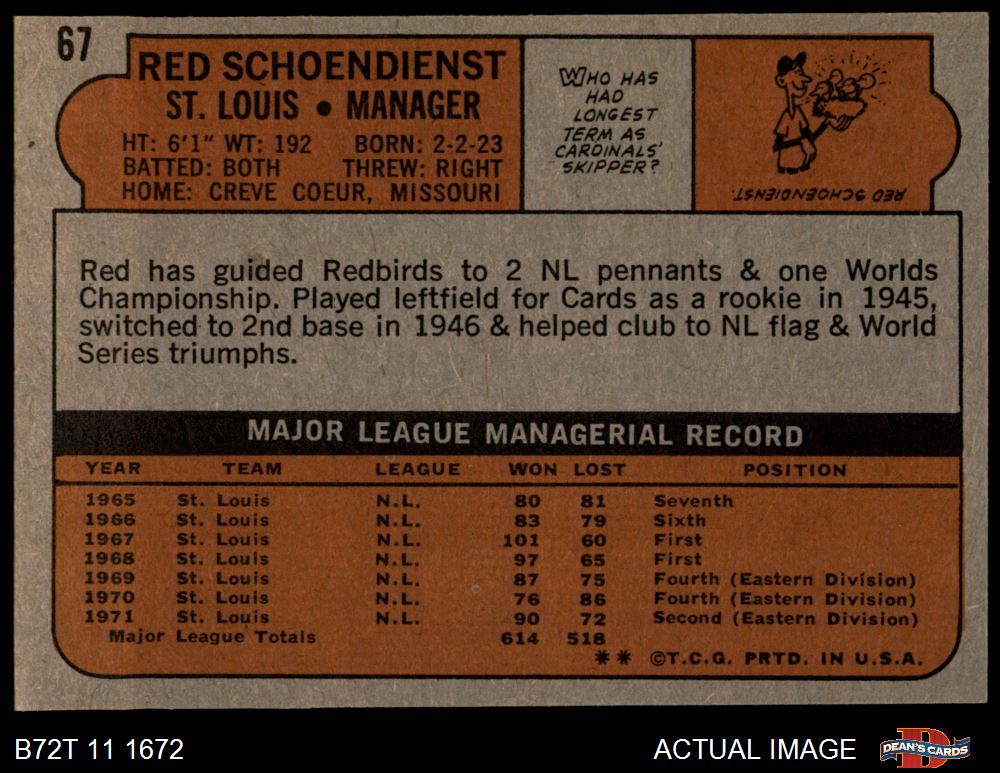 67
RED SCHOENDIENST
ST. LOUIS • MANAGER
HT: 6'1" WT: 192 BORN: 2-2-23
BATTED: BOTH THREW: RIGHT
HOME: CREVE COEUR, MISSOURI
WHO HAS
HAD
LONGEST
TERM AS
CARDINALS'
SKIPPER?
RED SCHOENDIENST.
Red has guided Redbirds to 2 NL pennants & one Worlds
Championship. Played leftfield for Cards as a rookie in 1945,
switched to 2nd base in 1946 & helped club to NL flag & World
Series triumphs.
MAJOR LEAGUE MANAGERIAL RECORD
YEAR TEAM LEAGUE WON LOST POSITION
1965 St. Louis N.L. 80 81 Seventh
1966 St. Louis N.L. 83 79 Sixth
1967 St. Louis N.L. 101 60 First
1968 St. Louis N.L. 97 65 First
1969 St. Louis N.L. 87 75 Fourth (Eastern Division)
1970 St. Louis N.L. 76 86 Fourth (Eastern Division)
1971 St. Louis N.L. 90 72 Second (Eastern Division)
Major League Totals 614 518
** ©T.C.G. PRTD. IN U.S.A.
B72T 11 1672 ACTUAL IMAGE DEAN'S CARDS